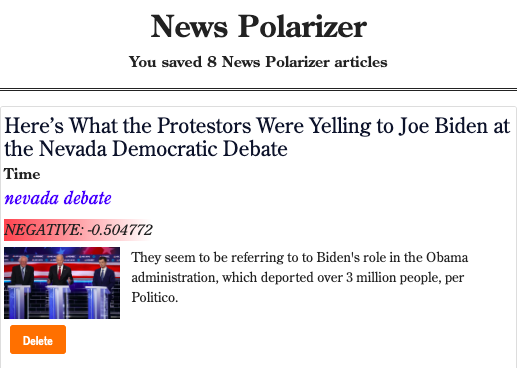 News Polarizer
You saved 8 News Polarizer articles
Here’s What the Protestors Were Yelling to Joe Biden at
the Nevada Democratic Debate
Time
nevada debate
NEGATIVE: -0.504772
They seem to be referring to to Biden's role in the Obama
administration, which deported over 3 million people, per
Politico.
Delete